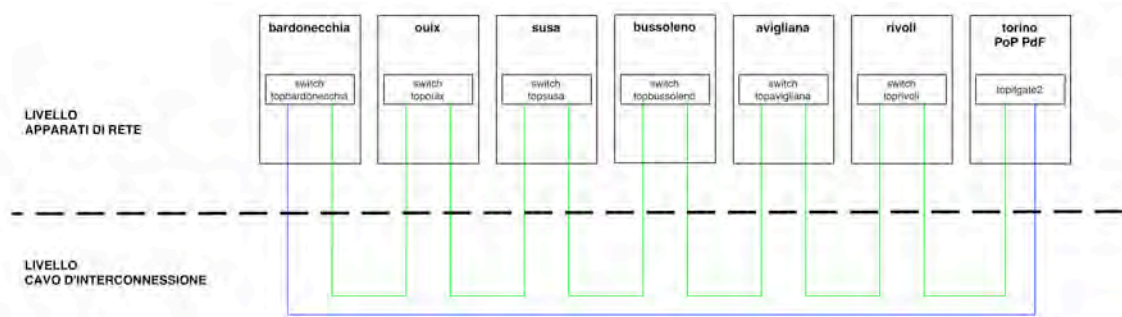 bardonecchia
oulx
susa
bussoleno
avigliana
rivoli
torino
PoP PdF
switch
topbardonecchia
switch
topoulx
switch
topsusa
switch
topbussoleno
switch
topavigliana
switch
toprivoli
topitgate2
LIVELLO
APPARATI DI RETE
LIVELLO
CAVO D'INTERCONNESSIONE